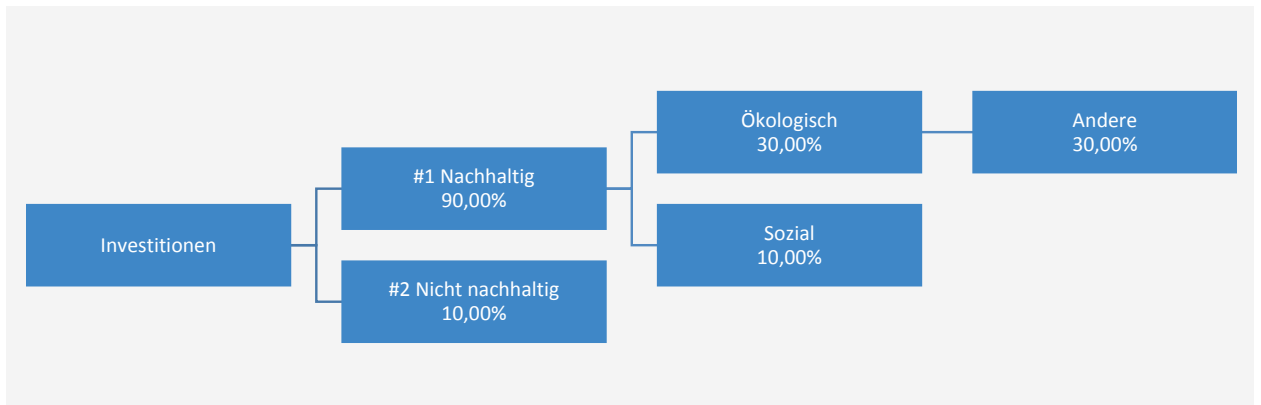 Investitionen
#1 Nachhaltig
90,00%
#2 Nicht nachhaltig
10,00%
Ökologisch
30,00%
Sozial
10,00%
Andere
30,00%